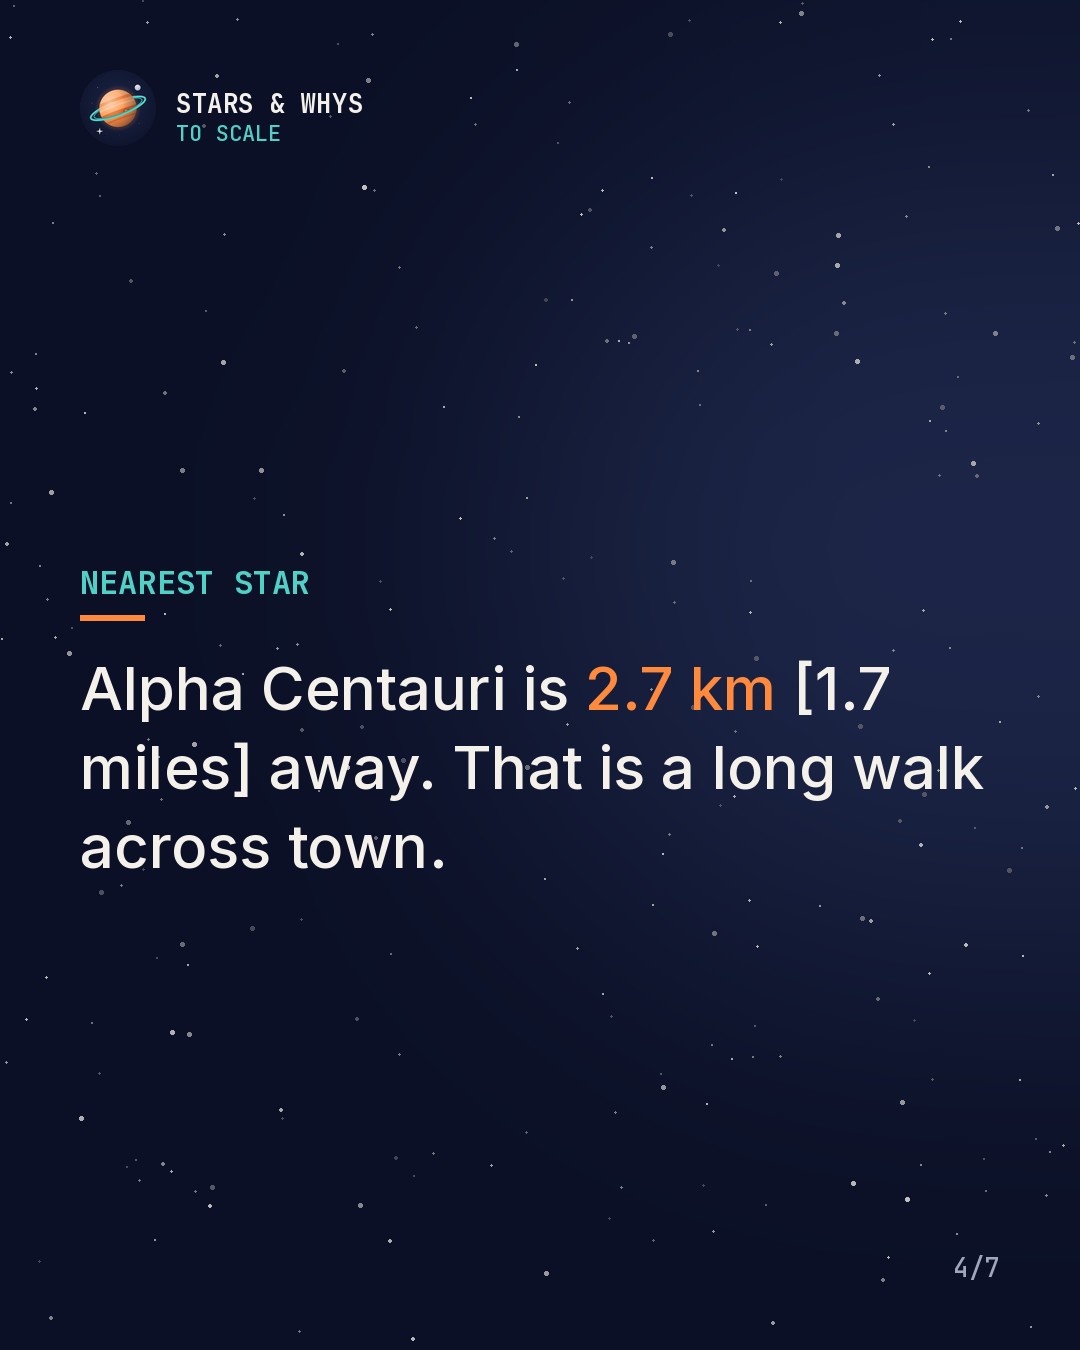 STARS & WHYS
TO SCALE
NEAREST STAR
Alpha Centauri is 2.7 km [1.7
miles] away. That is a long walk
across town.
4/7